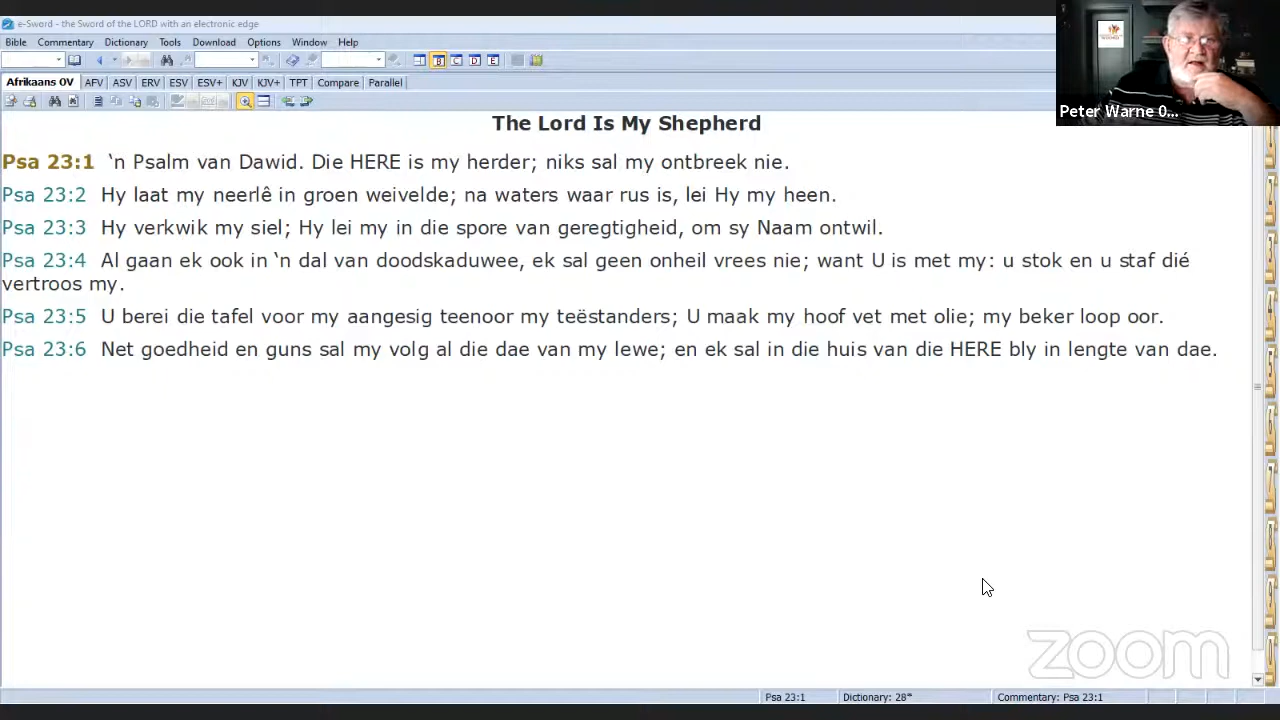 e-Sword - the Sword of the LORD with an electronic edge
Bible Commentary Dictionary Tools Download Options Window Help
B C D E
Afrikaans OV AFV ASV ERV ESV ESV+ KJV KJV+ TPT Compare Parallel
Peter Warne 0...
The Lord Is My Shepherd
Psa 23:1 ‛n Psalm van Dawid. Die HERE is my herder; niks sal my ontbreek nie.
Psa 23:2 Hy laat my neerlê in groen weivelde; na waters waar rus is, lei Hy my heen.
Psa 23:3 Hy verkwik my siel; Hy lei my in die spore van geregtigheid, om sy Naam ontwil.
Psa 23:4 Al gaan ek ook in ‛n dal van doodskaduwee, ek sal geen onheil vrees nie; want U is met my: u stok en u staf dié
vertroos my.
Psa 23:5 U berei die tafel voor my aangesig teenoor my teëstanders; U maak my hoof vet met olie; my beker loop oor.
Psa 23:6 Net goedheid en guns sal my volg al die dae van my lewe; en ek sal in die huis van die HERE bly in lengte van dae.
zoom
Psa 23:1 Dictionary: 28* Commentary: Psa 23:1